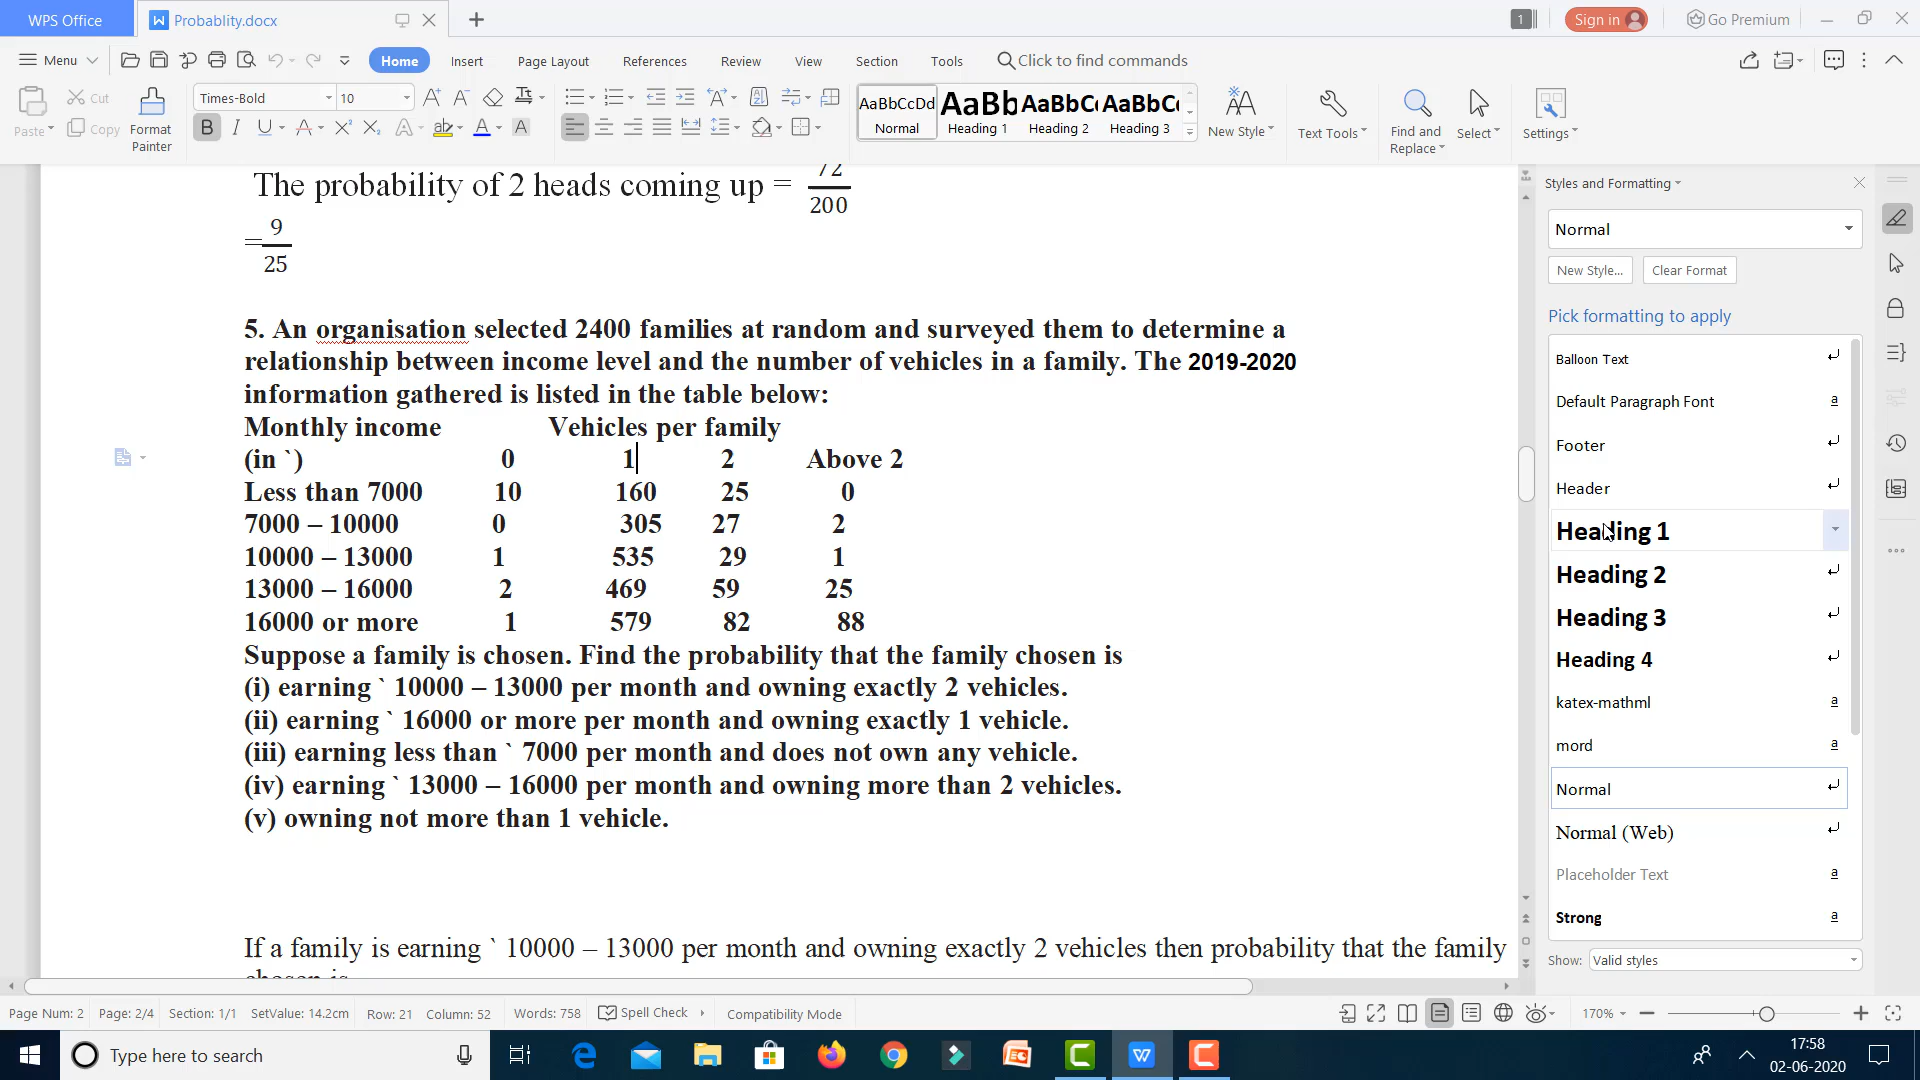 WPS Office
Probablity.docx
1
Sign in
Go Premium
Menu
Home
Insert
Page Layout
References
Review
View
Section
Tools
Click to find commands
Paste
Cut
Copy
Format
Painter
Times-Bold
10
AaBbCcDd
Normal
AaBb
Heading 1
AaBbC
Heading 2
AaBbC
Heading 3
New Style
Text Tools
Find and
Replace
Select
Settings
The probability of 2 heads coming up = 72
200
= 9
25
5. An organisation selected 2400 families at random and surveyed them to determine a
relationship between income level and the number of vehicles in a family. The 2019-2020
information gathered is listed in the table below:
Monthly income Vehicles per family
(in `) 0 1 2 Above 2
Less than 7000 10 160 25 0
7000 – 10000 0 305 27 2
10000 – 13000 1 535 29 1
13000 – 16000 2 469 59 25
16000 or more 1 579 82 88
Suppose a family is chosen. Find the probability that the family chosen is
(i) earning ` 10000 – 13000 per month and owning exactly 2 vehicles.
(ii) earning ` 16000 or more per month and owning exactly 1 vehicle.
(iii) earning less than ` 7000 per month and does not own any vehicle.
(iv) earning ` 13000 – 16000 per month and owning more than 2 vehicles.
(v) owning not more than 1 vehicle.
If a family is earning ` 10000 – 13000 per month and owning exactly 2 vehicles then probability that the family
chosen is
Styles and Formatting
Normal
New Style...
Clear Format
Pick formatting to apply
Balloon Text
Default Paragraph Font
Footer
Header
Heading 1
Heading 2
Heading 3
Heading 4
katex-mathml
mord
Normal
Normal (Web)
Placeholder Text
Strong
Show: Valid styles
Page Num: 2 Page: 2/4 Section: 1/1 SetValue: 14.2cm Row: 21 Column: 52 Words: 758 Spell Check Compatibility Mode 170%
Type here to search
17:58
02-06-2020